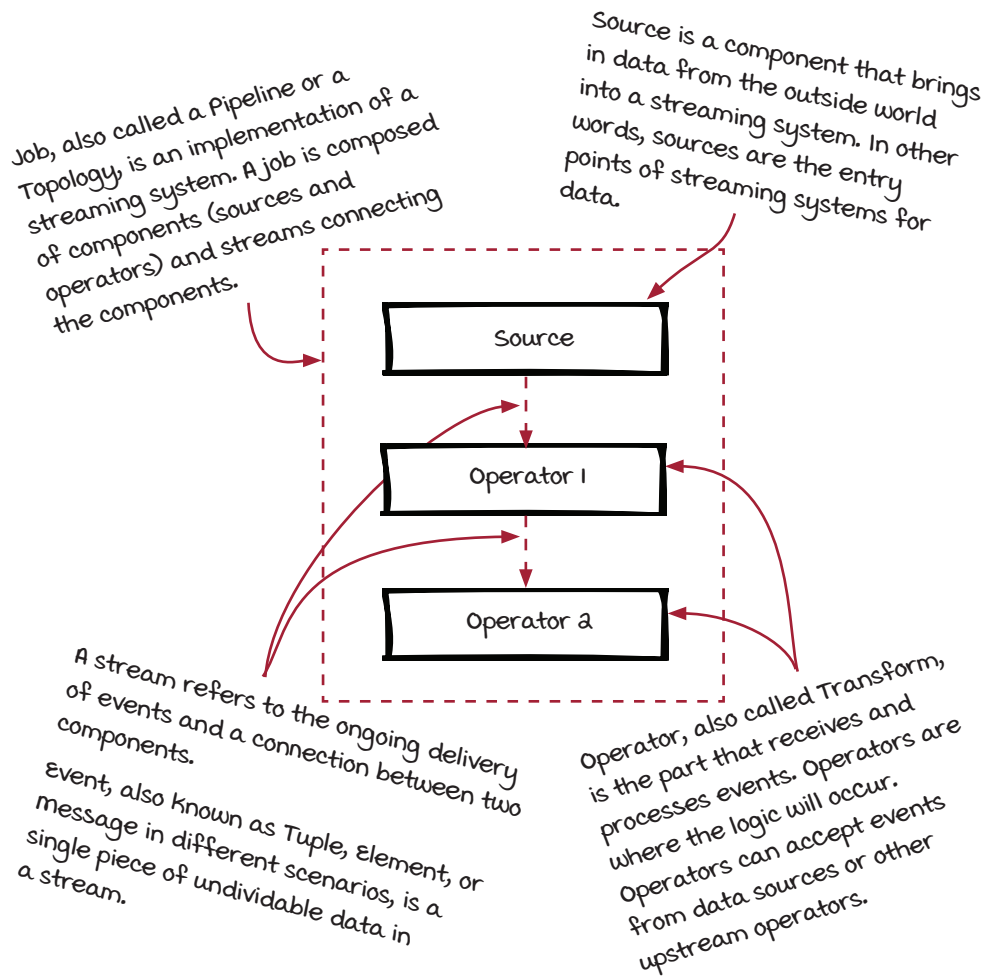 Job, also called a Pipeline or a
Topology, is an implementation of a
streaming system. A job is composed
of components (sources and
operators) and streams connecting
the components.
Source is a component that brings
in data from the outside world
into a streaming system. In other
words, sources are the entry
points of streaming systems for
data.
Source
Operator 1
Operator 2
A stream refers to the ongoing delivery
of events and a connection between two
components.
Event, also known as Tuple, Element, or
message in different scenarios, is a
single piece of undividable data in
a stream.
Operator, also called Transform,
is the part that receives and
processes events. Operators are
where the logic will occur.
Operators can accept events
from data sources or other
upstream operators.